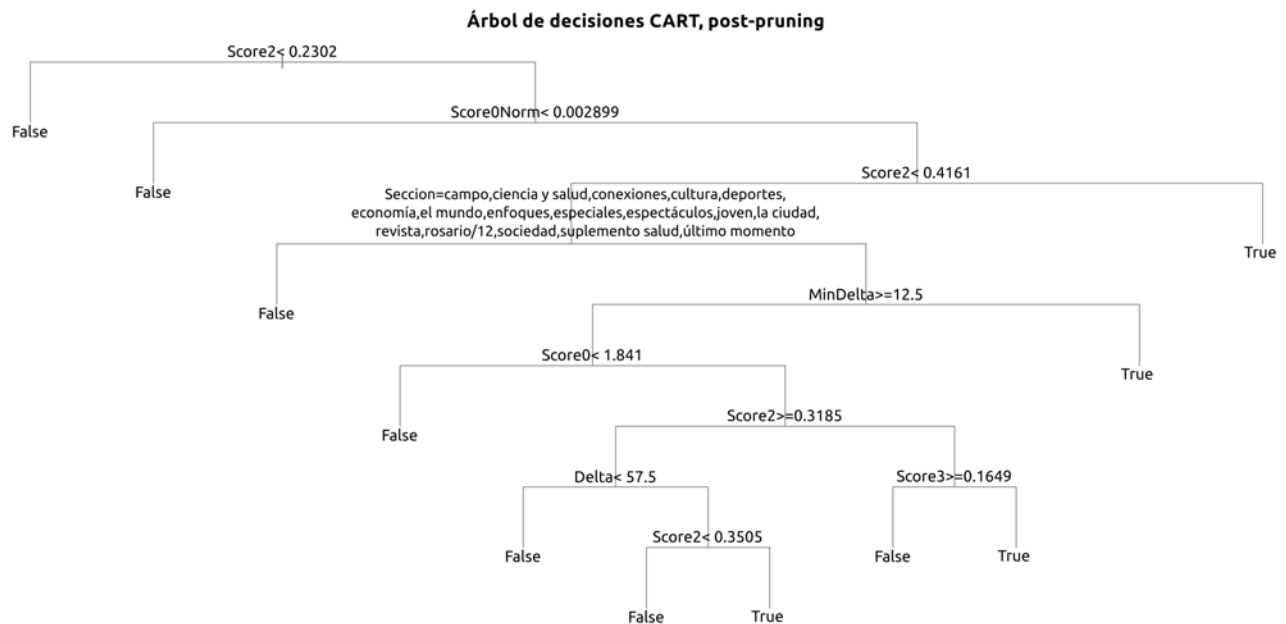 Árbol de decisiones CART, post-pruning
Score2< 0.2302
Score0Norm< 0.002899
False
Score2< 0.4161
False
Seccion=campo,ciencia y salud,conexiones,cultura,deportes,
economía,el mundo,enfoques,especiales,espectáculos,joven,la ciudad,
revista,rosario/12,sociedad,suplemento salud,último momento
True
MinDelta>=12.5
False
Score0< 1.841
True
Score2>=0.3185
False
Delta< 57.5
Score3>=0.1649
Score2< 0.3505
False
False
True
False
True